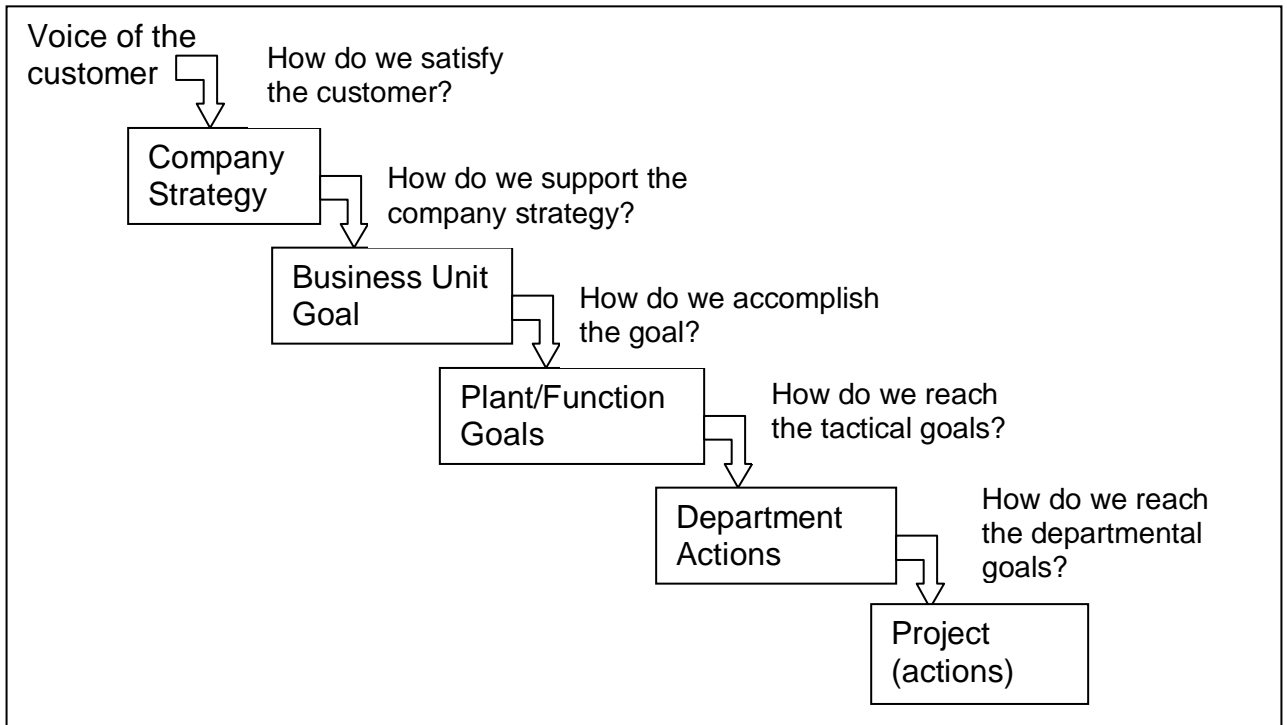 Voice of the
customer
How do we satisfy
the customer?
Company
Strategy
How do we support the
company strategy?
Business Unit
Goal
How do we accomplish
the goal?
Plant/Function
Goals
How do we reach
the tactical goals?
Department
Actions
How do we reach
the departmental
goals?
Project
(actions)